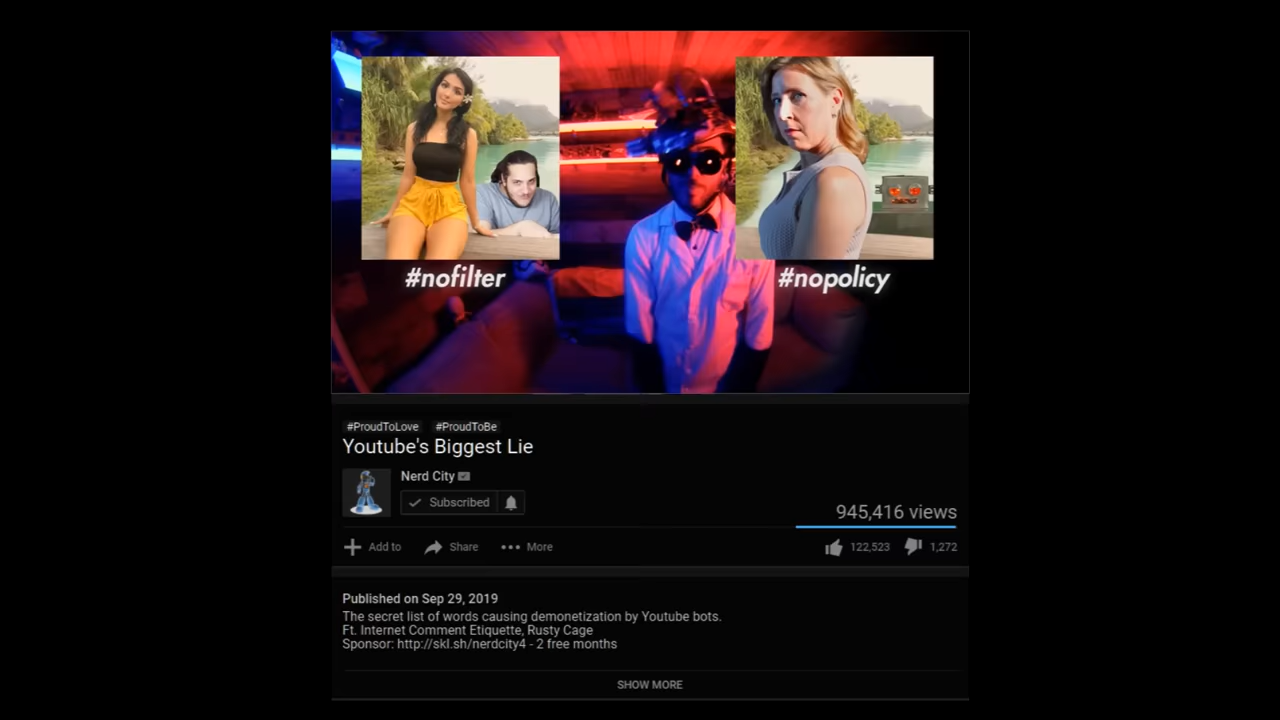 #nofilter
#nopolicy
#ProudToLove #ProudToBe
Youtube's Biggest Lie
Nerd City
Subscribed
945,416 views
Add to Share More 122,523 1,272
Published on Sep 29, 2019
The secret list of words causing demonetization by Youtube bots.
Ft. Internet Comment Etiquette, Rusty Cage
Sponsor: http://skl.sh/nerdcity4 - 2 free months
SHOW MORE